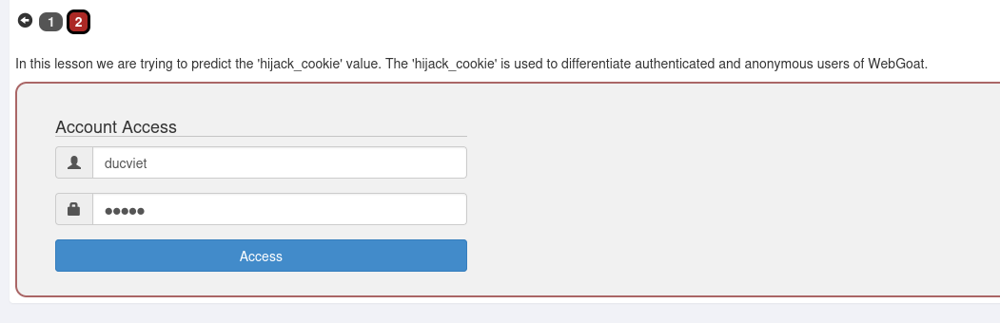 1 2
In this lesson we are trying to predict the 'hijack_cookie' value. The 'hijack_cookie' is used to differentiate authenticated and anonymous users of WebGoat.
Account Access
ducviet
●●●●●
Access